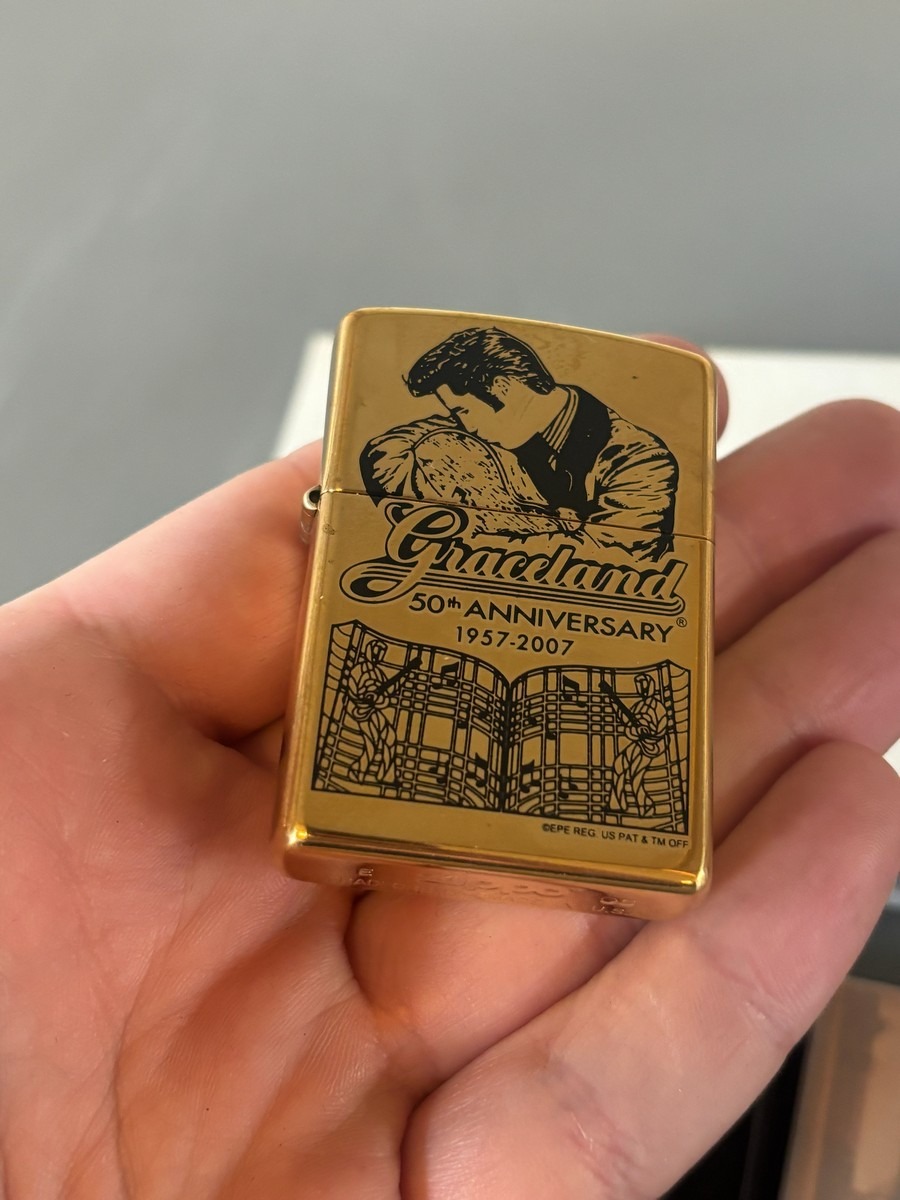 Graceland
50th ANNIVERSARY®
1957-2007
©EPE REG. US PAT & TM OFF